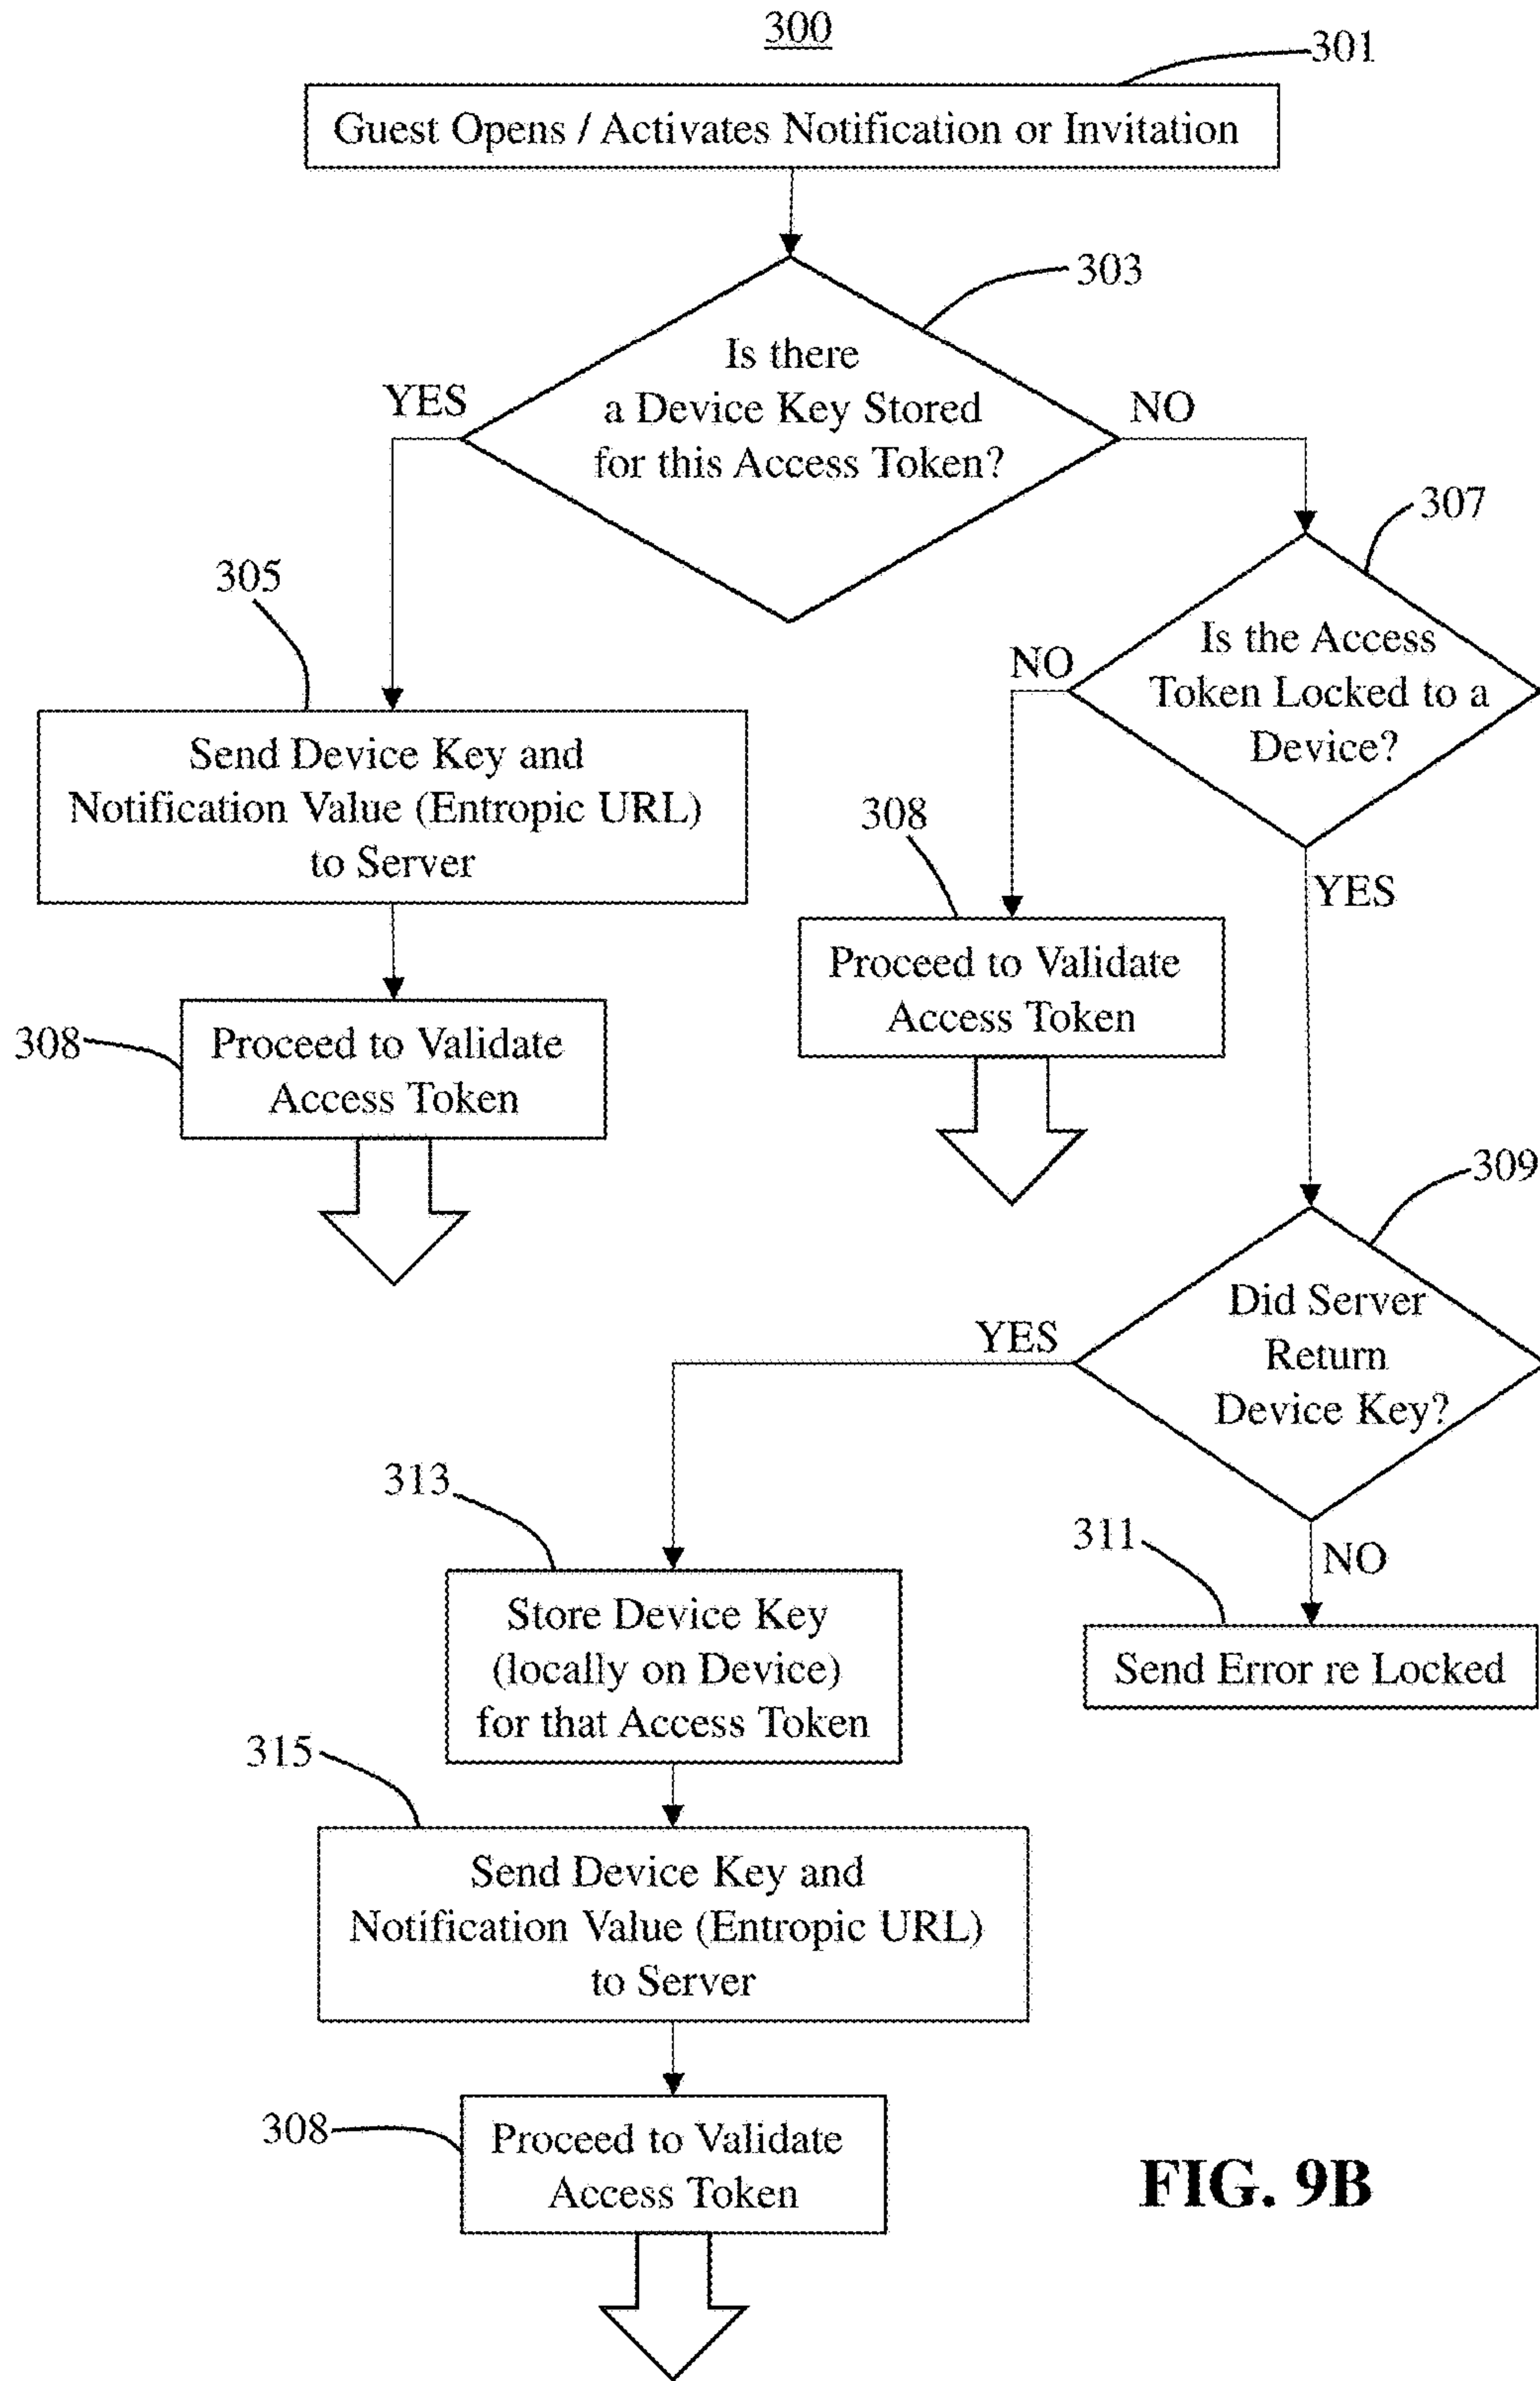 300
301
Guest Opens / Activates Notification or Invitation
303
Is there
a Device Key Stored
for this Access Token?
YES
NO
307
Is the Access
Token Locked to a
Device?
NO
YES
305
Send Device Key and
Notification Value (Entropic URL)
to Server
308
Proceed to Validate
Access Token
308
Proceed to Validate
Access Token
309
Did Server
Return
Device Key?
YES
NO
311
Send Error re Locked
313
Store Device Key
(locally on Device)
for that Access Token
315
Send Device Key and
Notification Value (Entropic URL)
to Server
308
Proceed to Validate
Access Token
FIG. 9B